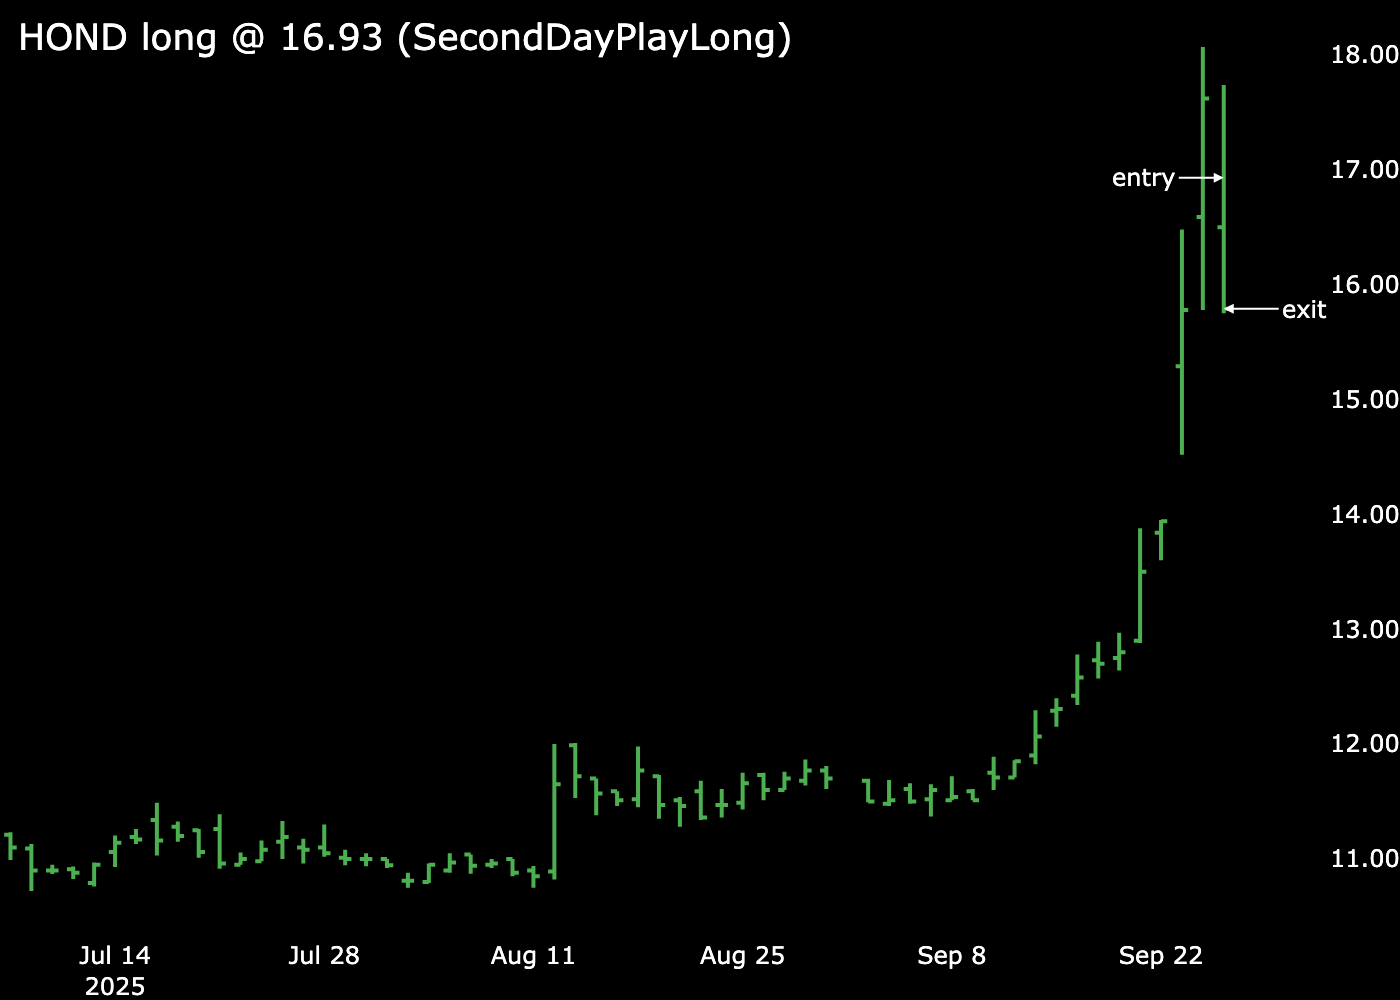 HOND long @ 16.93 (SecondDayPlayLong)
18.00
17.00
entry
16.00
exit
15.00
14.00
13.00
12.00
11.00
Jul 14
2025
Jul 28
Aug 11
Aug 25
Sep 8
Sep 22